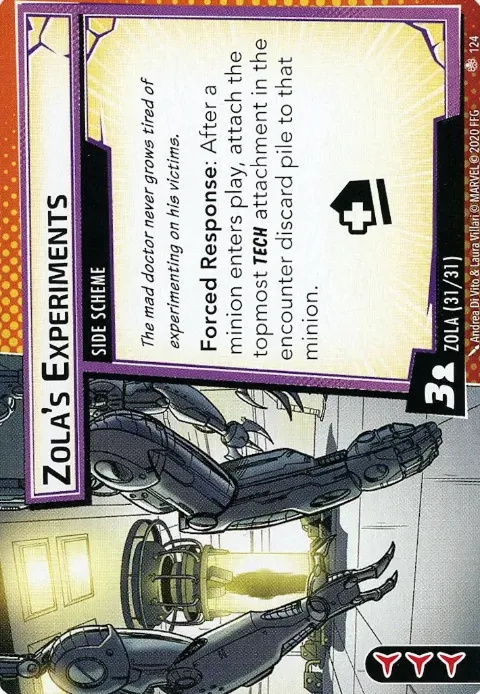 ZOLA'S EXPERIMENTS
SIDE SCHEME
The mad doctor never grows tired of
experimenting on his victims.
Forced Response: After a
minion enters play, attach the
topmost TECH attachment in the
encounter discard pile to that
minion.
3
ZOLA (31/31)
Andrea Di Vito & Laura Villari © MARVEL © 2020 FFG
124